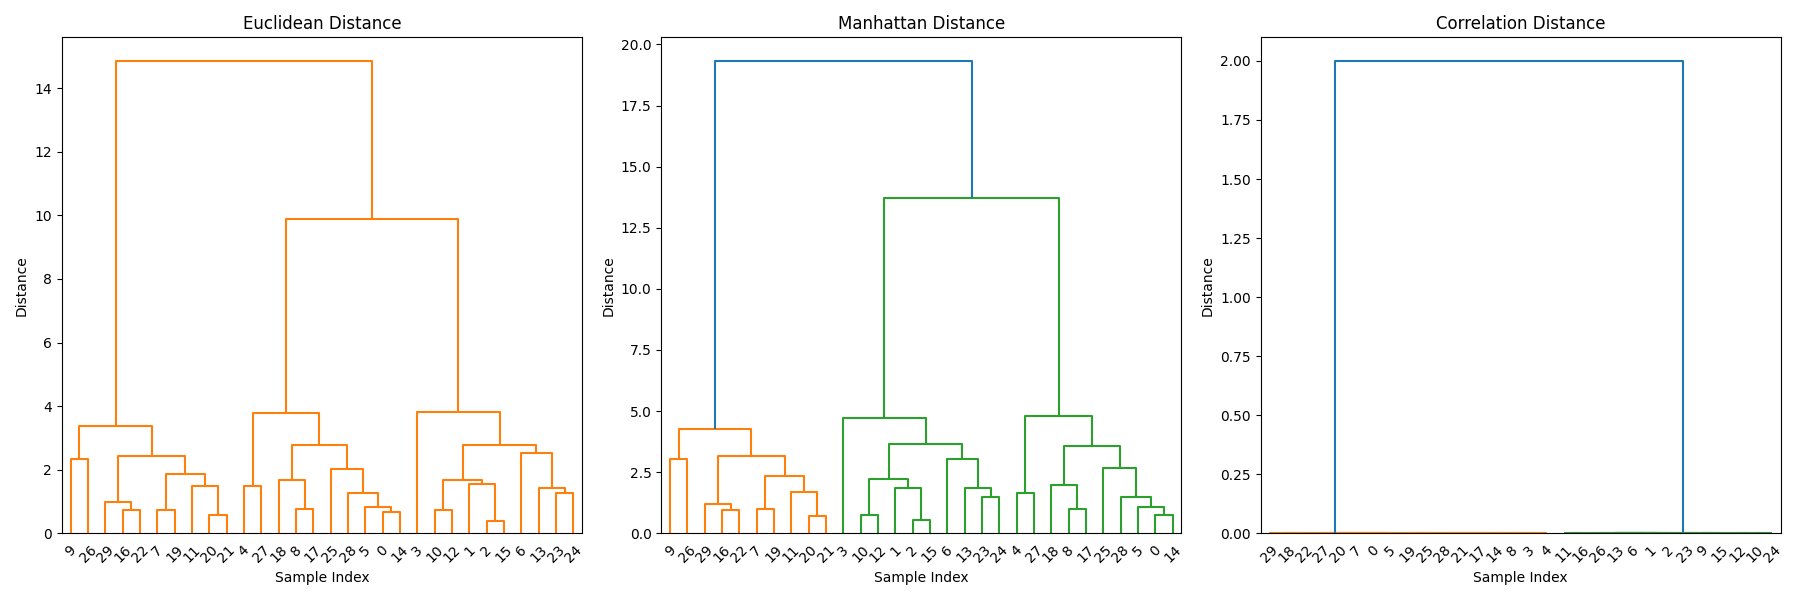 Euclidean Distance
14
12
10
8
6
4
2
0
Distance
9 26 29 16 22 7 19 11 20 21 4 27 18 8 17 25 28 5 0 14 3 10 12 1 2 15 6 13 23 24
Sample Index
Manhattan Distance
20.0
17.5
15.0
12.5
10.0
7.5
5.0
2.5
0.0
Distance
9 26 29 16 22 7 19 11 20 21 3 10 12 1 2 15 6 13 23 24 4 27 18 8 17 25 28 5 0 14
Sample Index
Correlation Distance
2.00
1.75
1.50
1.25
1.00
0.75
0.50
0.25
0.00
Distance
29 18 22 27 20 7 0 5 19 25 28 21 17 14 8 3 4 11 16 26 13 6 1 2 23 9 15 12 10 24
Sample Index